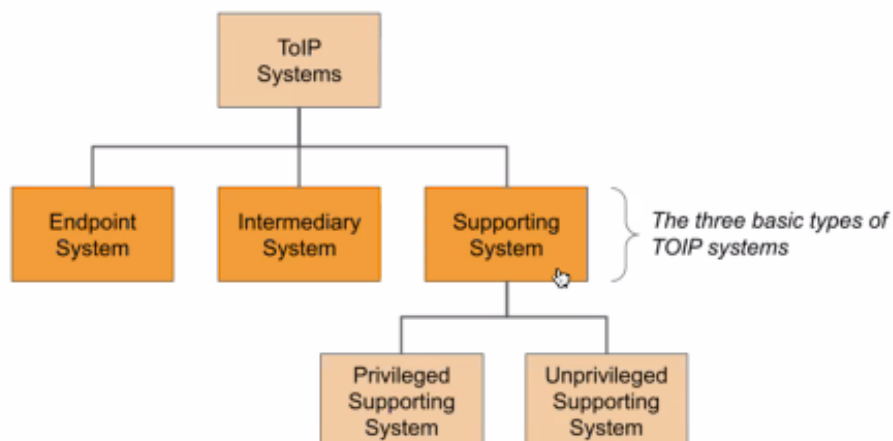 ToIP
Systems
Endpoint
System
Intermediary
System
Supporting
System
The three basic types of
TOIP systems
Privileged
Supporting
System
Unprivileged
Supporting
System